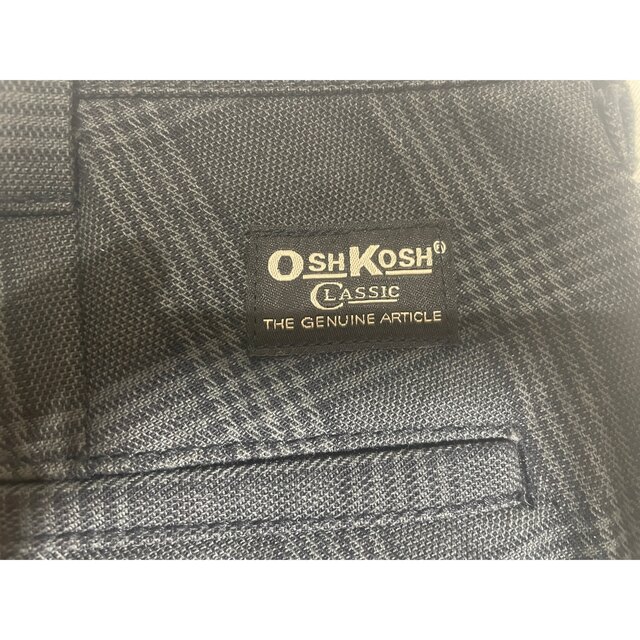 OSHKOSH®
CLASSIC
THE GENUINE ARTICLE